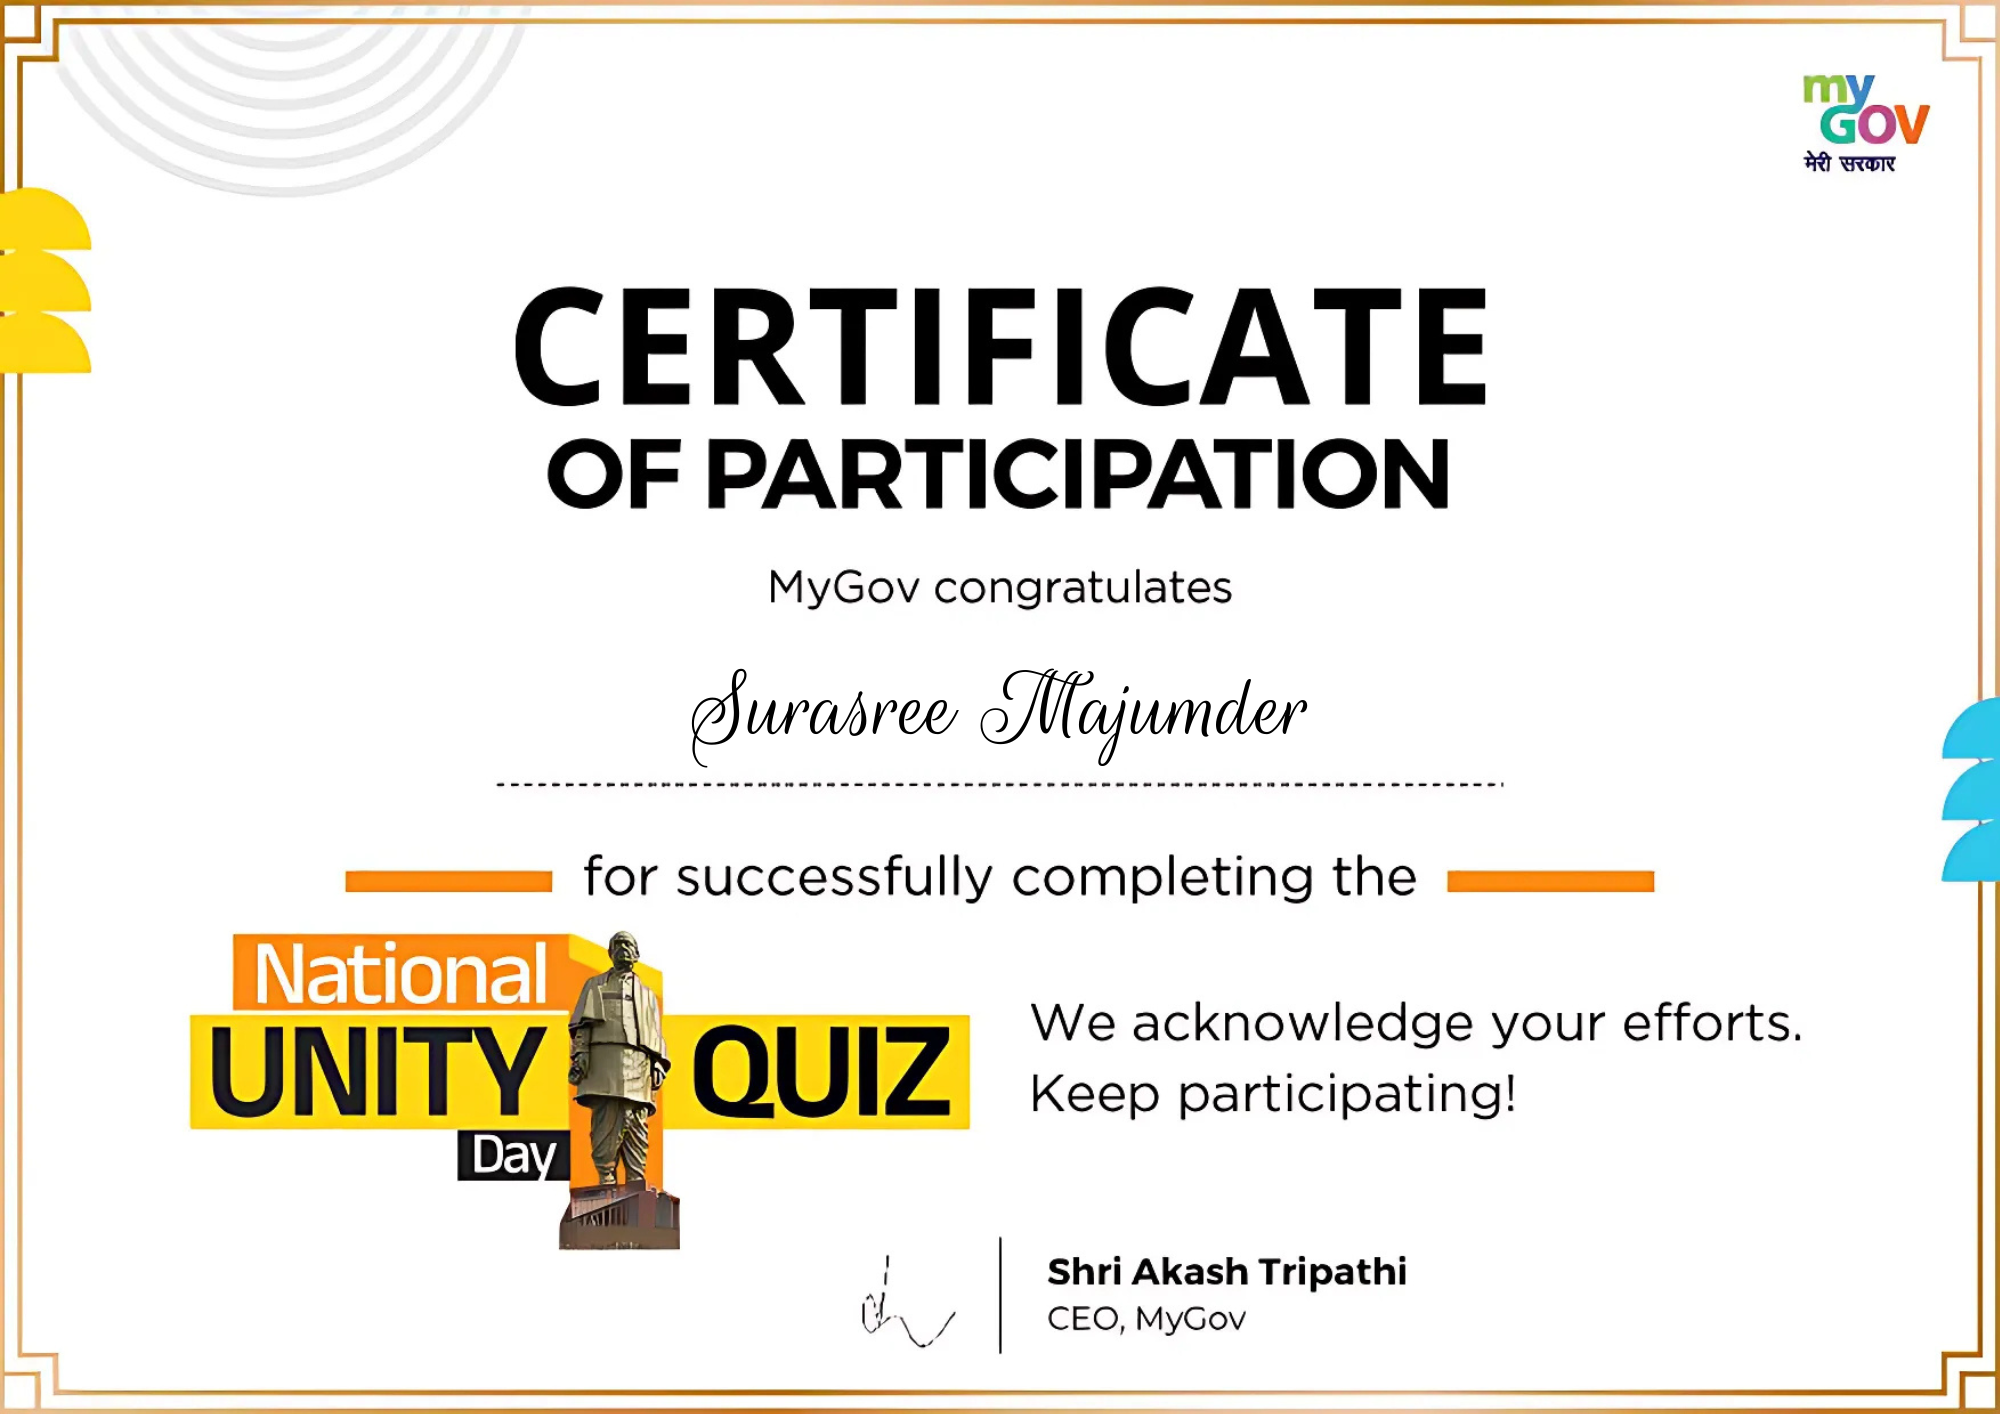 my
GOV
मेरी सरकार
CERTIFICATE
OF PARTICIPATION
MyGov congratulates
Surasree Majumder
for successfully completing the
National
UNITY QUIZ
Day
We acknowledge your efforts.
Keep participating!
Shri Akash Tripathi
CEO, MyGov